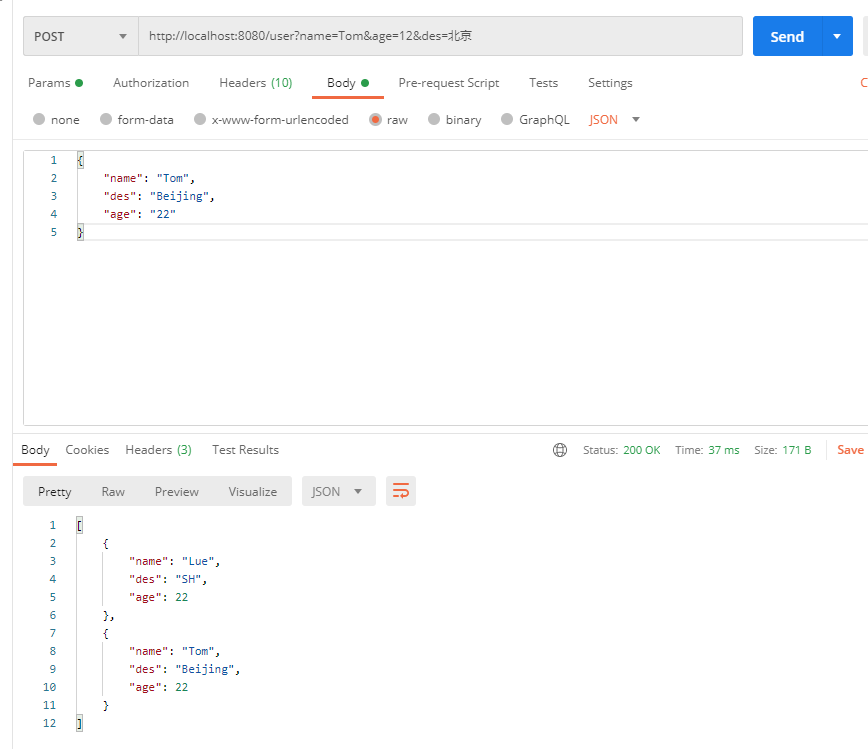 POST http://localhost:8080/user?name=Tom&age=12&des=北京 Send
Params Authorization Headers (10) Body Pre-request Script Tests Settings
none form-data x-www-form-urlencoded raw binary GraphQL JSON
1 {
2 "name": "Tom",
3 "des": "Beijing",
4 "age": "22"
5 }
Body Cookies Headers (3) Test Results Status: 200 OK Time: 37 ms Size: 171 B Save
Pretty Raw Preview Visualize JSON
1 [
2 {
3 "name": "Lue",
4 "des": "SH",
5 "age": 22
6 },
7 {
8 "name": "Tom",
9 "des": "Beijing",
10 "age": 22
11 }
12 ]